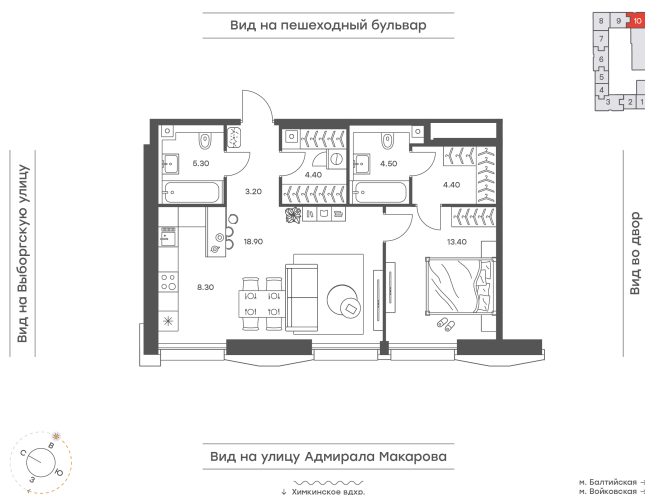 Вид на пешеходный бульвар
8 9 10
7
6
5
4
3 2 1
5.30
3.20
4.40
4.50
4.40
18.90
13.40
8.30
Вид на Выборгскую улицу
Вид во двор
Вид на улицу Адмирала Макарова
↓ Химкинское вдхр.
С В Ю З
м. Балтийская →
м. Войковская →